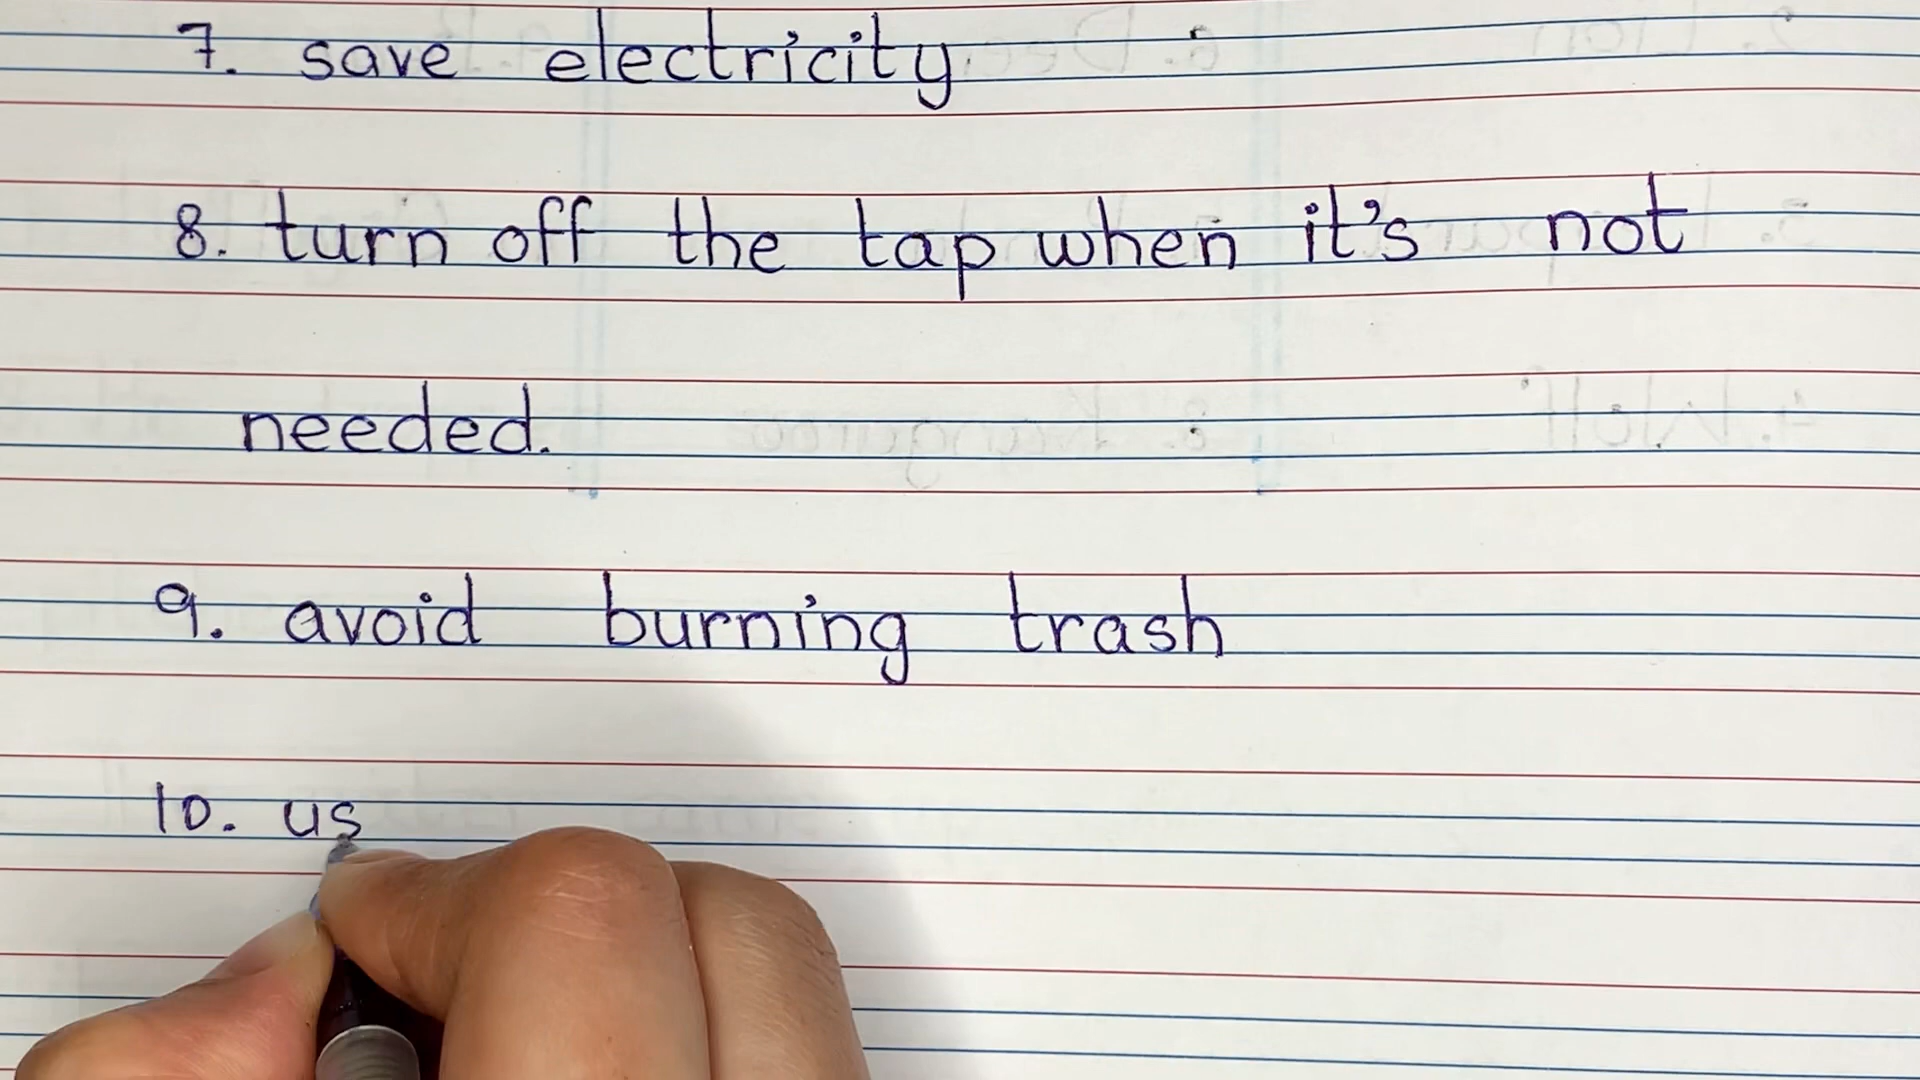 7. save electricity
8. turn off the tap when it's not
needed.
9. avoid burning trash
10. us